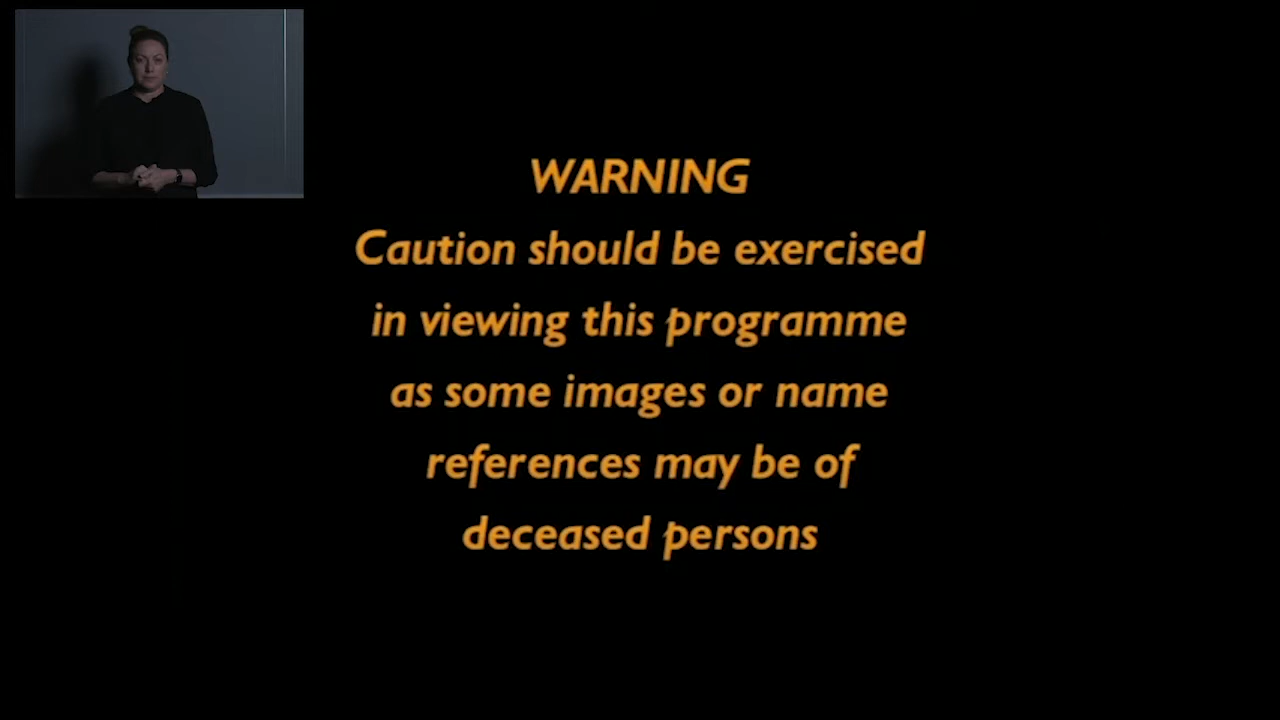 WARNING
Caution should be exercised
in viewing this programme
as some images or name
references may be of
deceased persons